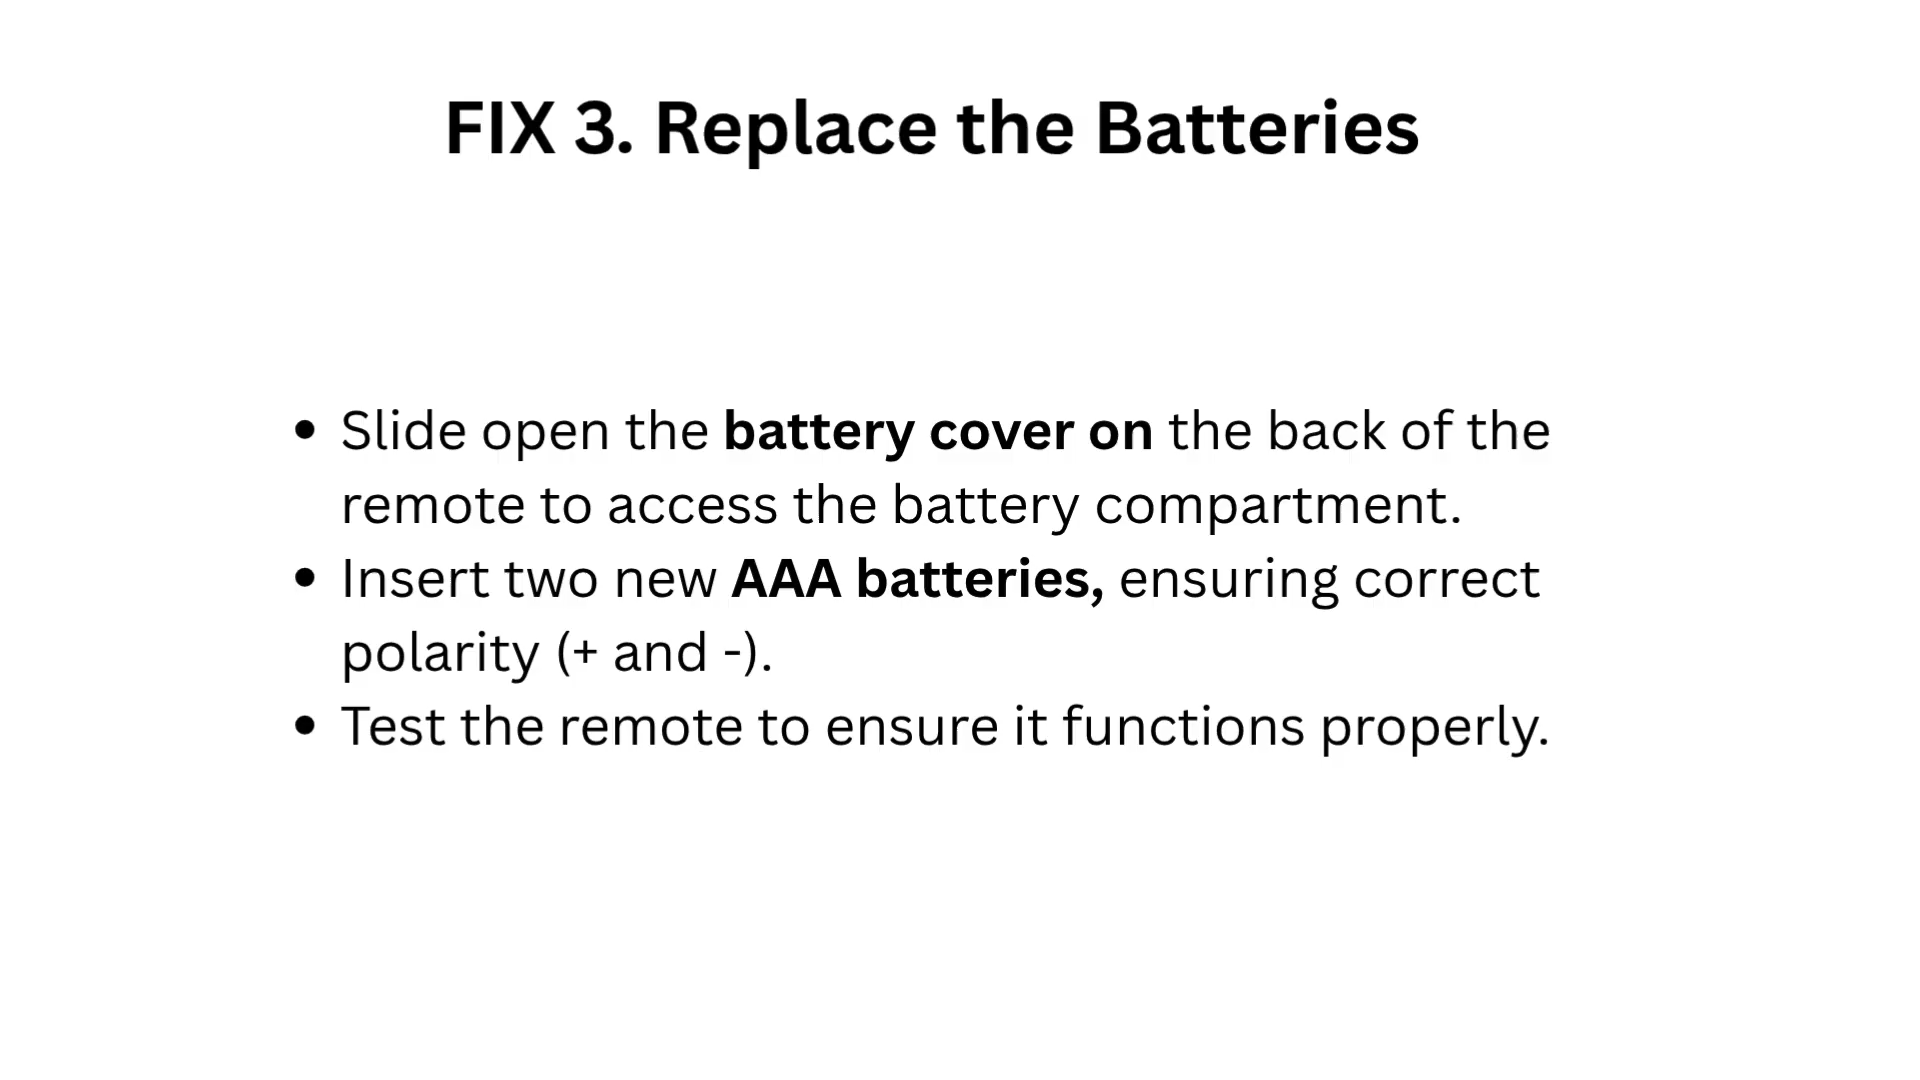 FIX 3. Replace the Batteries
• Slide open the battery cover on the back of the
remote to access the battery compartment.
• Insert two new AAA batteries, ensuring correct
polarity (+ and -).
• Test the remote to ensure it functions properly.